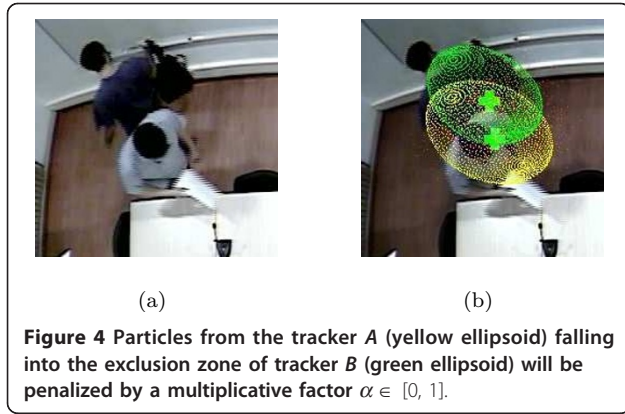 (a)
(b)
Figure 4 Particles from the tracker A (yellow ellipsoid) falling
into the exclusion zone of tracker B (green ellipsoid) will be
penalized by a multiplicative factor α ∈ [0, 1].